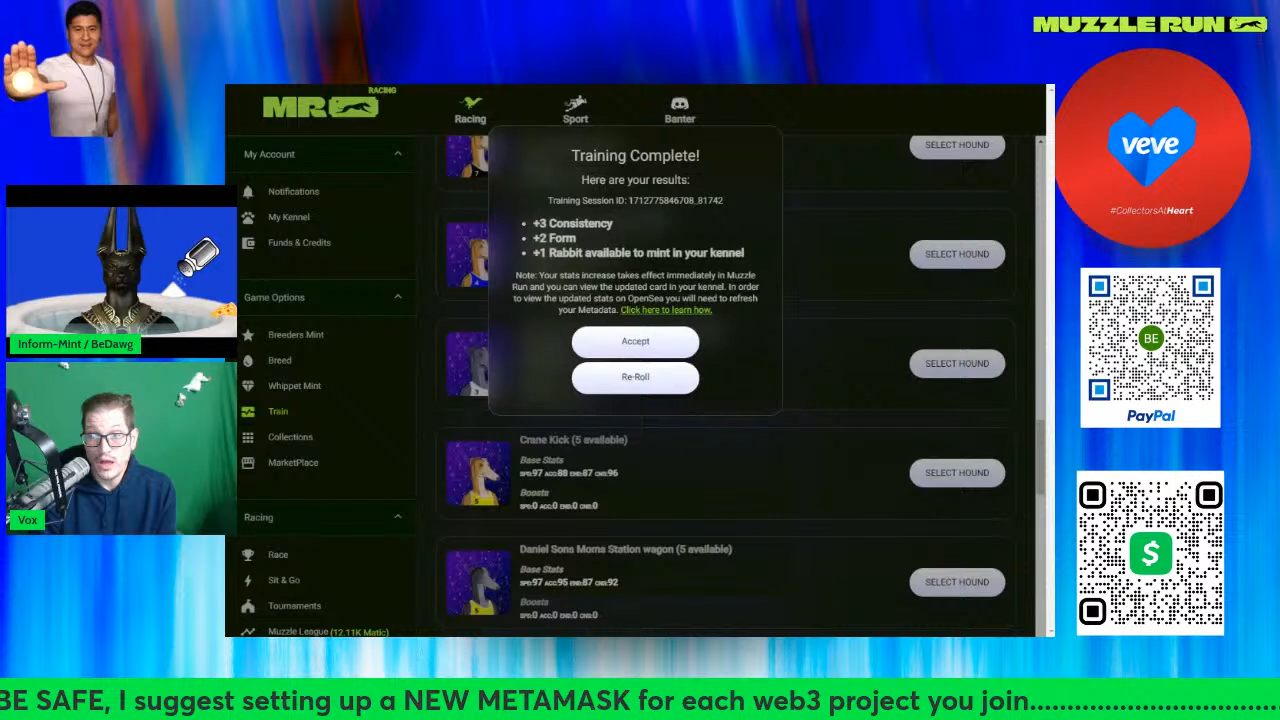 MUZZLE RUN
MR RACING
Racing
Sport
Banter
My Account
Notifications
My Kennel
Funds & Credits
Game Options
Breeders Mint
Breed
Whippet Mint
Train
Collections
MarketPlace
Racing
Race
Sit & Go
Tournaments
Muzzle League (12.11K Matic)
Training Complete!
Here are your results:
Training Session ID: 1712775846708_81742
+3 Consistency
+2 Form
+1 Rabbit available to mint in your kennel
Note: Your stats increase takes effect immediately in Muzzle
Run and you can view the updated card in your kennel. In order
to view the updated stats on OpenSea you will need to refresh
your Metadata. Click here to learn how.
Accept
Re-Roll
SELECT HOUND
SELECT HOUND
SELECT HOUND
Crane Kick (5 available)
Base Stats
SPD:97 ACC:88 END:87 CNS:96
Boosts
SPD:0 ACC:0 END:0 CNS:0
SELECT HOUND
Daniel Sons Moms Station wagon (5 available)
Base Stats
SPD:97 ACC:95 END:87 CNS:92
Boosts
SPD:0 ACC:0 END:0 CNS:0
SELECT HOUND
Inform-Mint / BeDawg
Vox
veve
#CollectorsAtHeart
BE
PayPal
$
BE SAFE, I suggest setting up a NEW METAMASK for each web3 project you join..................................